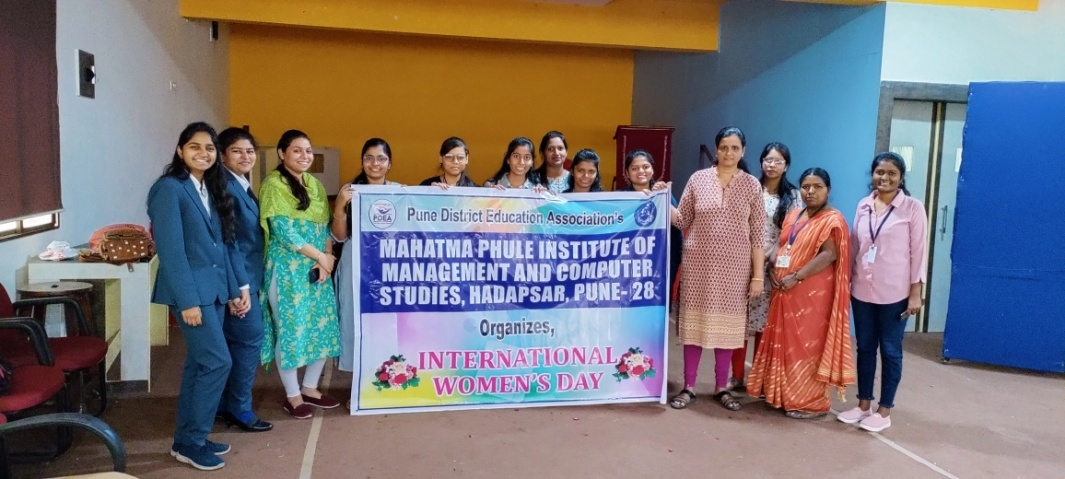 PDEA
Pune District Education Association's
MAHATMA PHULE INSTITUTE OF
MANAGEMENT AND COMPUTER
STUDIES, HADAPSAR, PUNE- 28
Organizes,
INTERNATIONAL
WOMEN'S DAY